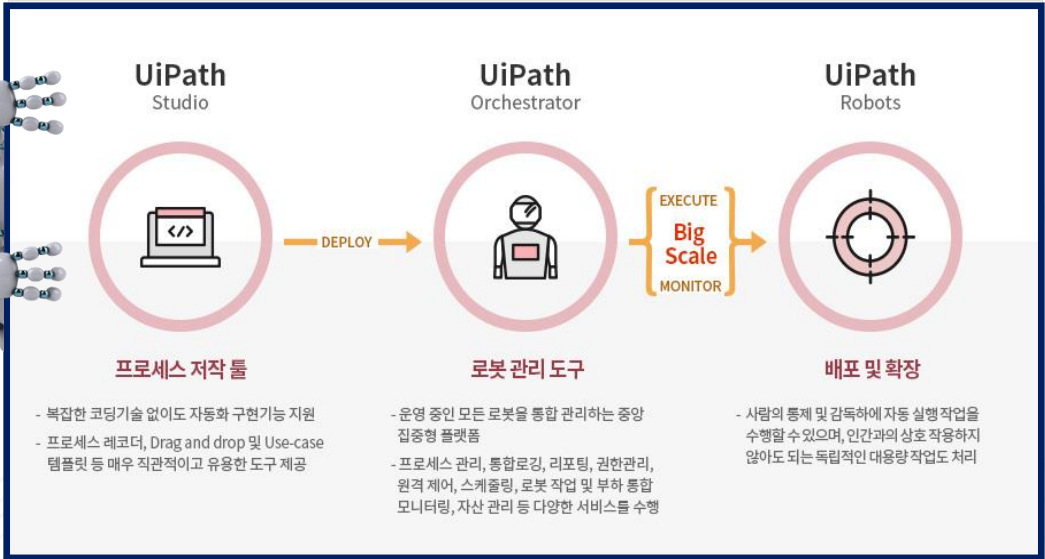 UiPath
Studio
UiPath
Orchestrator
UiPath
Robots
</>
DEPLOY
EXECUTE
Big
Scale
MONITOR
프로세스 저작 툴
- 복잡한 코딩기술 없이도 자동화 구현기능 지원
- 프로세스 레코더, Drag and drop 및 Use-case
템플릿 등 매우 직관적이고 유용한 도구 제공
로봇 관리 도구
- 운영 중인 모든 로봇을 통합 관리하는 중앙
집중형 플랫폼
- 프로세스 관리, 통합로깅, 리포팅, 권한관리,
원격 제어, 스케줄링, 로봇 작업 및 부하 통합
모니터링, 자산 관리 등 다양한 서비스를 수행
배포 및 확장
- 사람의 통제 및 감독하에 자동 실행 작업을
수행할 수 있으며, 인간과의 상호 작용하지
않아도 되는 독립적인 대용량 작업도 처리